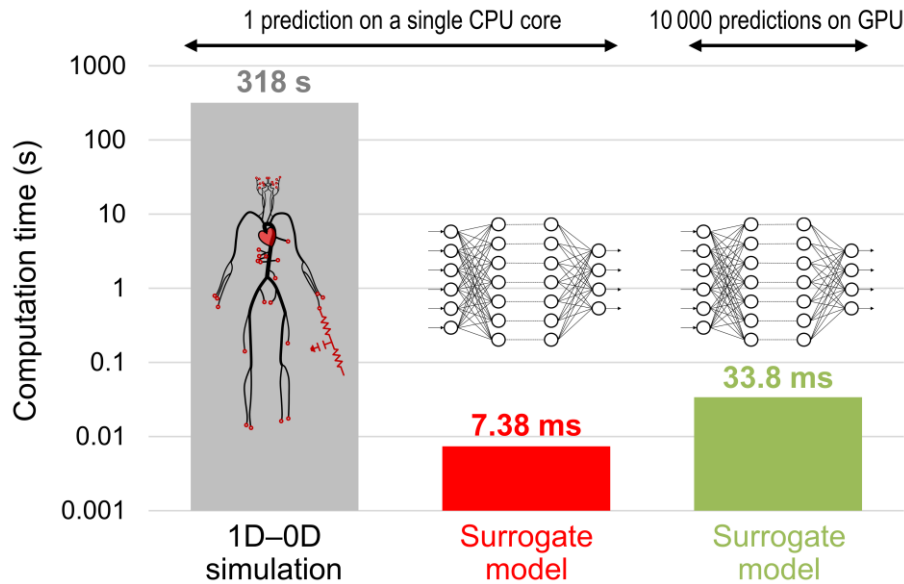 1 prediction on a single CPU core
10 000 predictions on GPU
1000
318 s
100
10
1
0.1
0.01
0.001
Computation time (s)
7.38 ms
33.8 ms
1D–0D
simulation
Surrogate
model
Surrogate
model